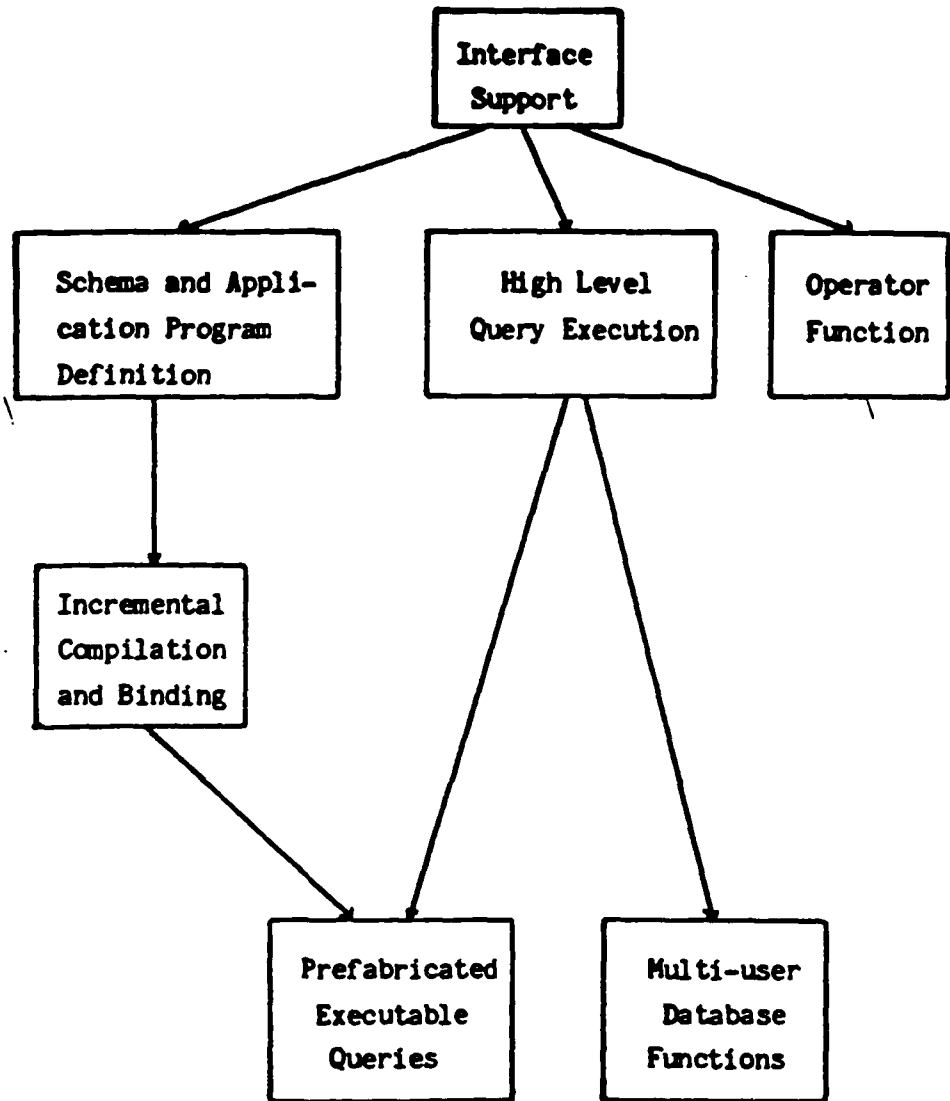 Interface
Support
Schema and Appli-
cation Program
Definition
High Level
Query Execution
Operator
Function
Incremental
Compilation
and Binding
Prefabricated
Executable
Queries
Multi-user
Database
Functions